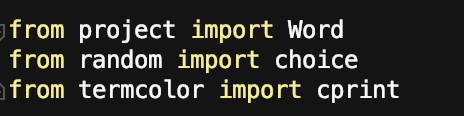 from project import Word
from random import choice
from termcolor import cprint